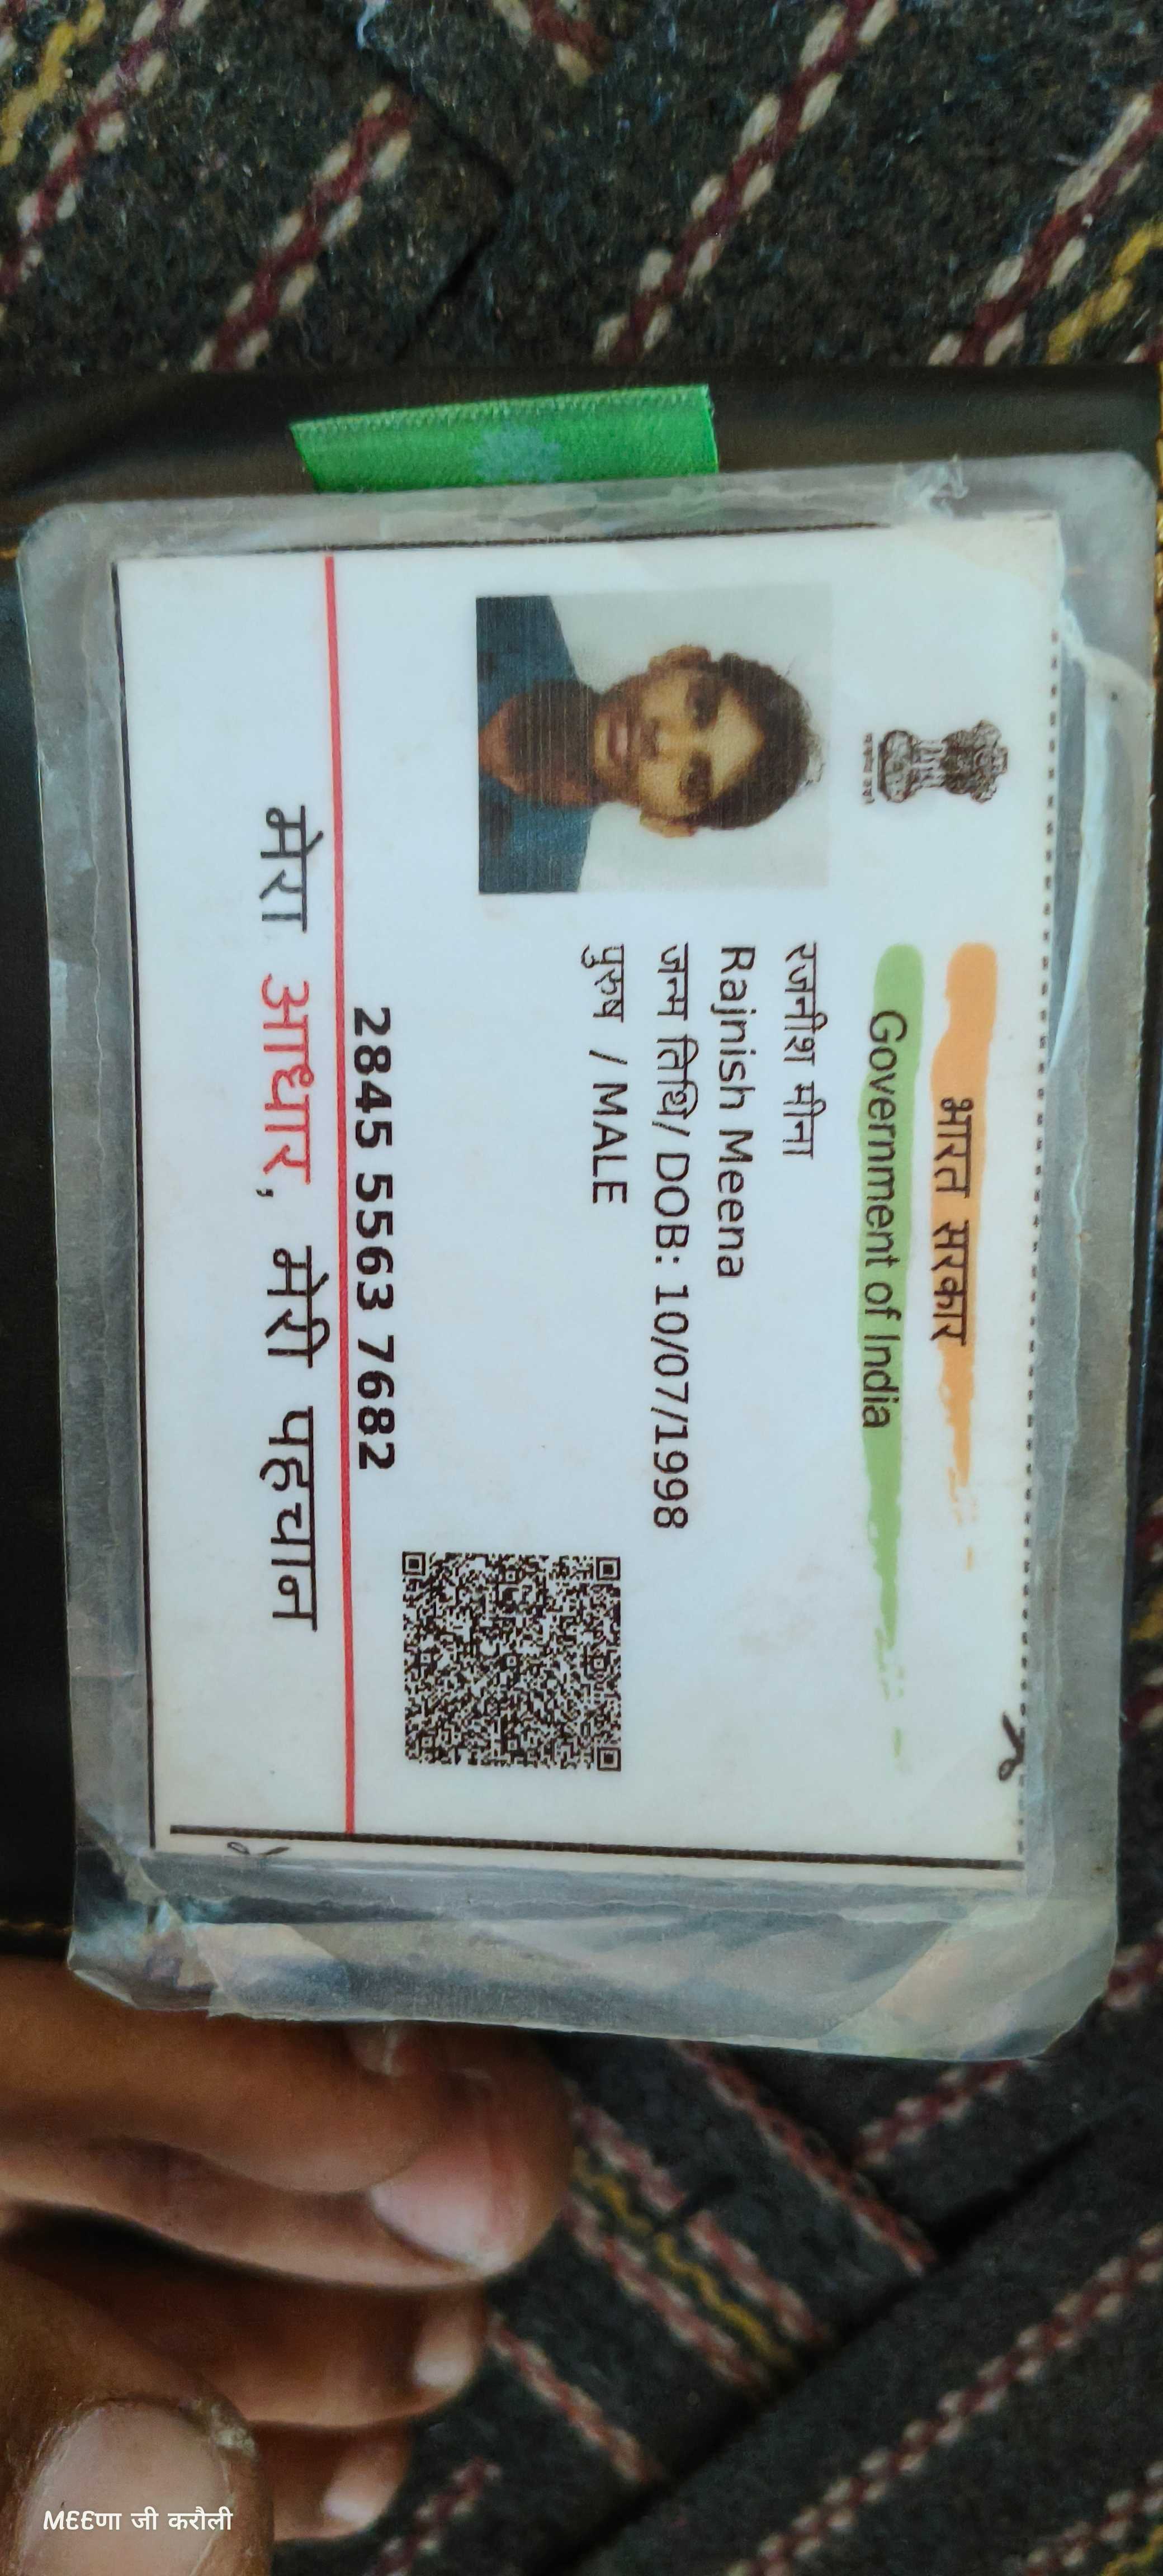 भारत सरकार
Government of India
रजनीश मीना
Rajnish Meena
जन्म तिथि/ DOB: 10/07/1998
पुरुष / MALE
2845 5563 7682
मेरा आधार, मेरी पहचान
MEEणा जी करौली